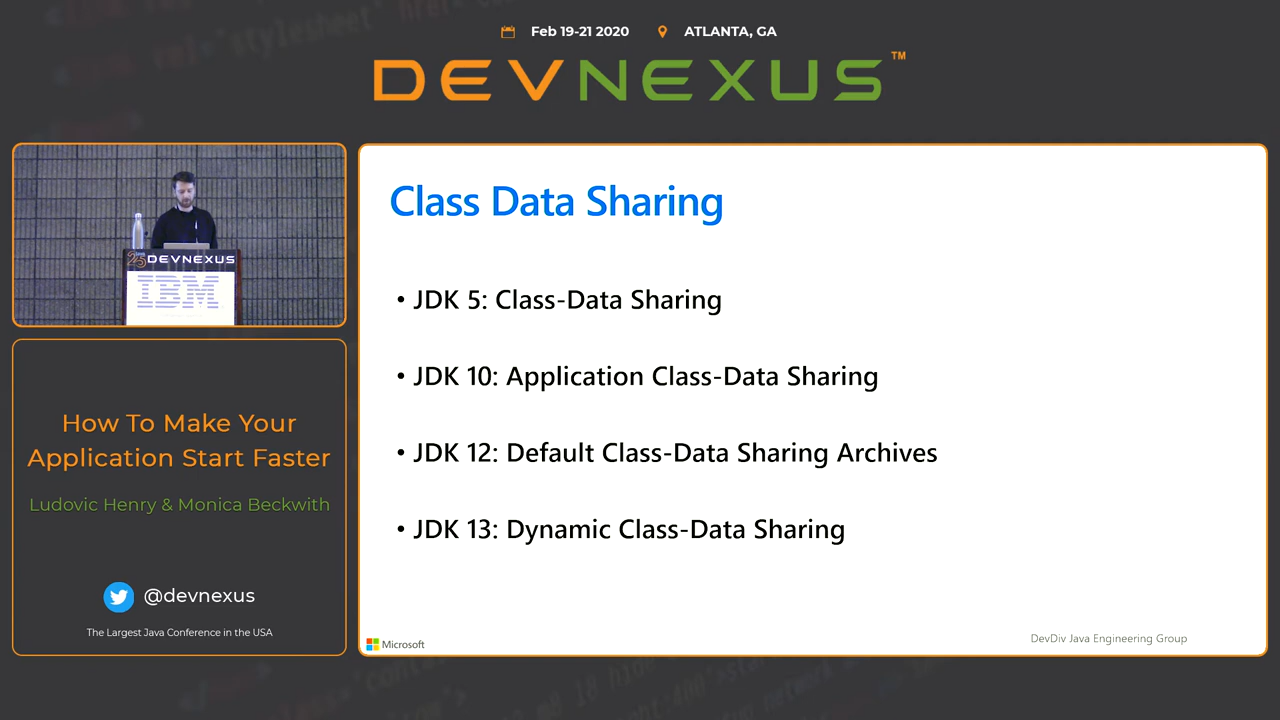 Feb 19-21 2020 ATLANTA, GA
DEVNEXUS™
25 DEVNEXUS
IBM
Class Data Sharing
• JDK 5: Class-Data Sharing
• JDK 10: Application Class-Data Sharing
• JDK 12: Default Class-Data Sharing Archives
• JDK 13: Dynamic Class-Data Sharing
Microsoft
DevDiv Java Engineering Group
How To Make Your
Application Start Faster
Ludovic Henry & Monica Beckwith
@devnexus
The Largest Java Conference in the USA